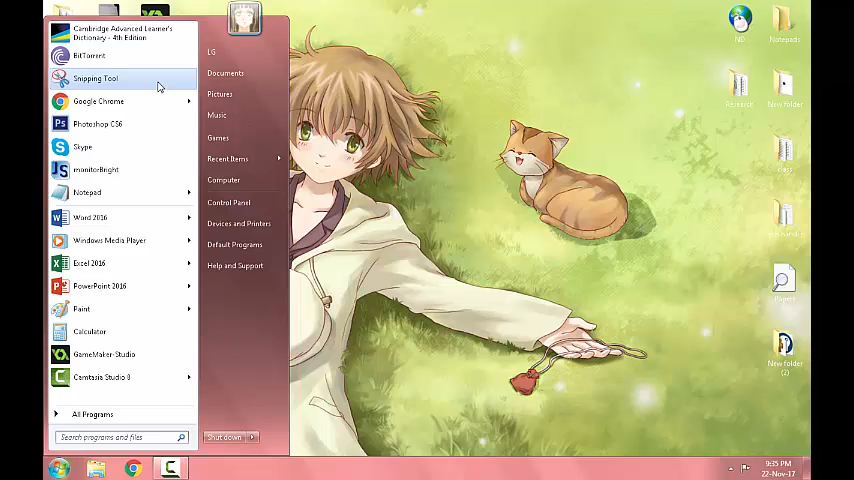 Cambridge Advanced Learner's
Dictionary - 4th Edition
BitTorrent
Snipping Tool
Google Chrome
Photoshop CS6
Skype
monitorBright
Notepad
Word 2016
Windows Media Player
Excel 2016
PowerPoint 2016
Paint
Calculator
GameMaker-Studio
Camtasia Studio 8
All Programs
Search programs and files
LG
Documents
Pictures
Music
Games
Recent Items
Computer
Control Panel
Devices and Printers
Default Programs
Help and Support
Shut down
Notepads
Research
New folder
class
New folder
(2)
9:35 PM
22-Nov-17